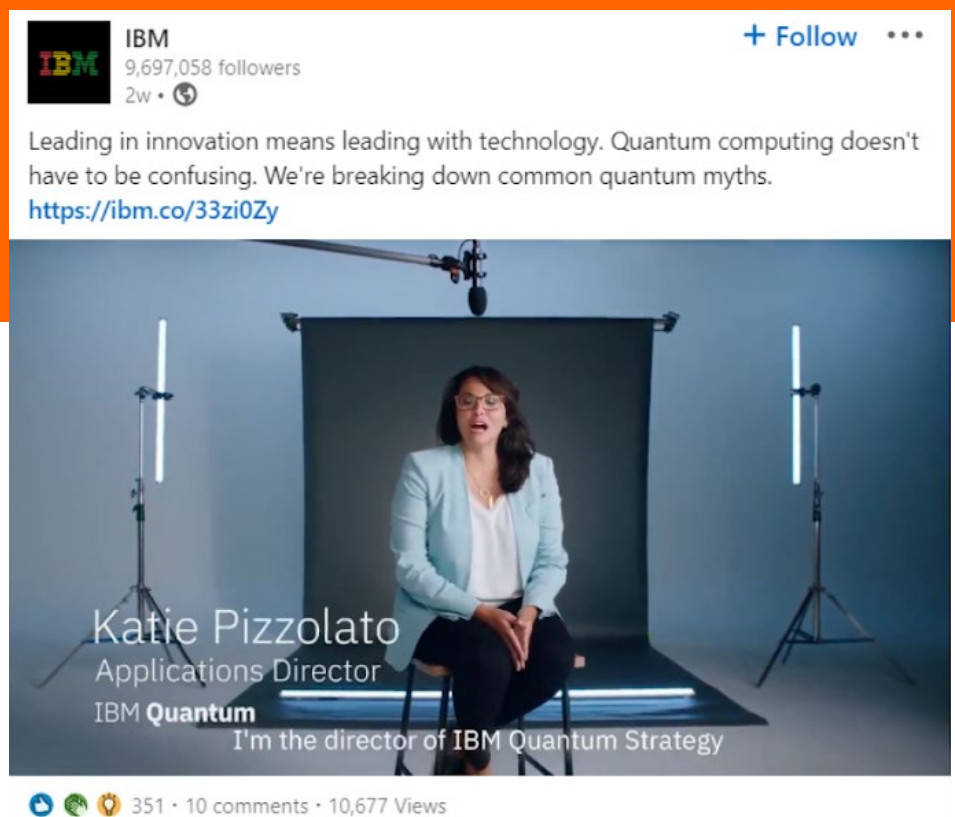 IBM
IBM
+ Follow
9,697,058 followers
2w •
Leading in innovation means leading with technology. Quantum computing doesn't
have to be confusing. We're breaking down common quantum myths.
https://ibm.co/33zi0Zy
Katie Pizzolato
Applications Director
IBM Quantum
I'm the director of IBM Quantum Strategy
351 · 10 comments · 10,677 Views